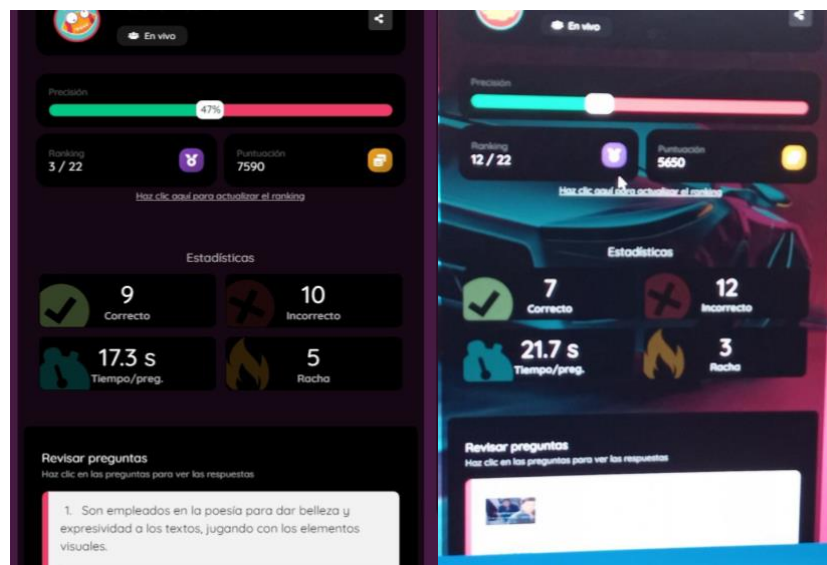 En vivo
Precisión
47%
Ranking
3 / 22
Puntuación
7590
Haz clic aquí para actualizar el ranking
Estadísticas
9
Correcto
10
Incorrecto
17.3 s
Tiempo/preg.
5
Racha
Revisar preguntas
Haz clic en las preguntas para ver las respuestas
1. Son empleados en la poesía para dar belleza y
expresividad a los textos, jugando con los elementos
visuales.
En vivo
Precisión
Ranking
12 / 22
Puntuación
5650
Haz clic aquí para actualizar el ranking
Estadísticas
7
Correcto
12
Incorrecto
21.7 s
Tiempo/preg.
3
Racha
Revisar preguntas
Haz clic en las preguntas para ver las respuestas